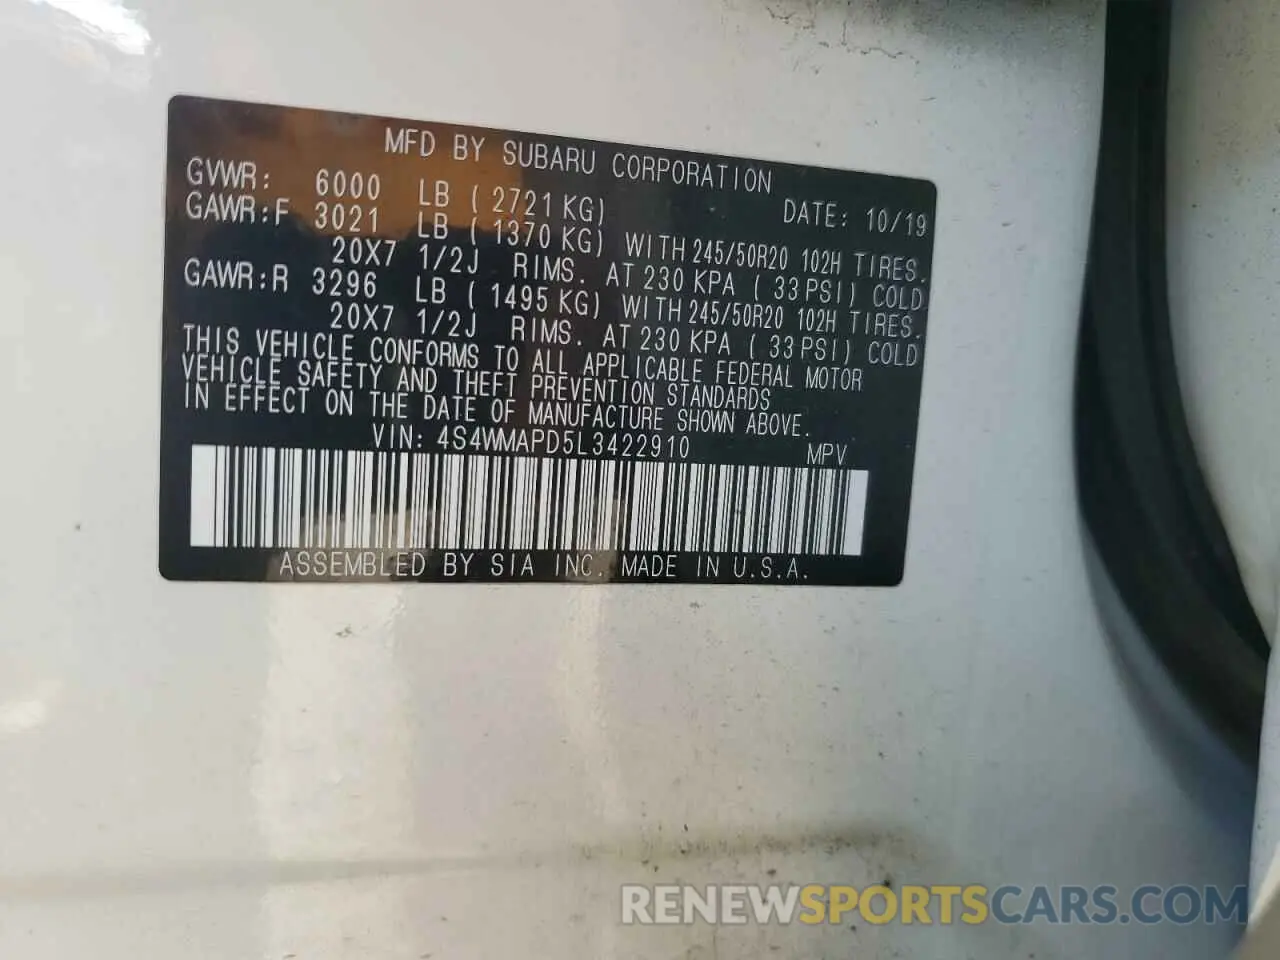 MFD BY SUBARU CORPORATION
GVWR: 6000 LB ( 2721 KG) DATE: 10/19
GAWR:F 3021 LB ( 1370 KG) WITH 245/50R20 102H TIRES.
20X7 1/2J RIMS. AT 230 KPA ( 33 PSI) COLD
GAWR:R 3296 LB ( 1495 KG) WITH 245/50R20 102H TIRES.
20X7 1/2J RIMS. AT 230 KPA ( 33 PSI) COLD
THIS VEHICLE CONFORMS TO ALL APPLICABLE FEDERAL MOTOR
VEHICLE SAFETY AND THEFT PREVENTION STANDARDS
IN EFFECT ON THE DATE OF MANUFACTURE SHOWN ABOVE.
VIN: 4S4WMAPD5L3422910 MPV
ASSEMBLED BY SIA INC. MADE IN U.S.A.
RENEWSPORTSCARS.COM